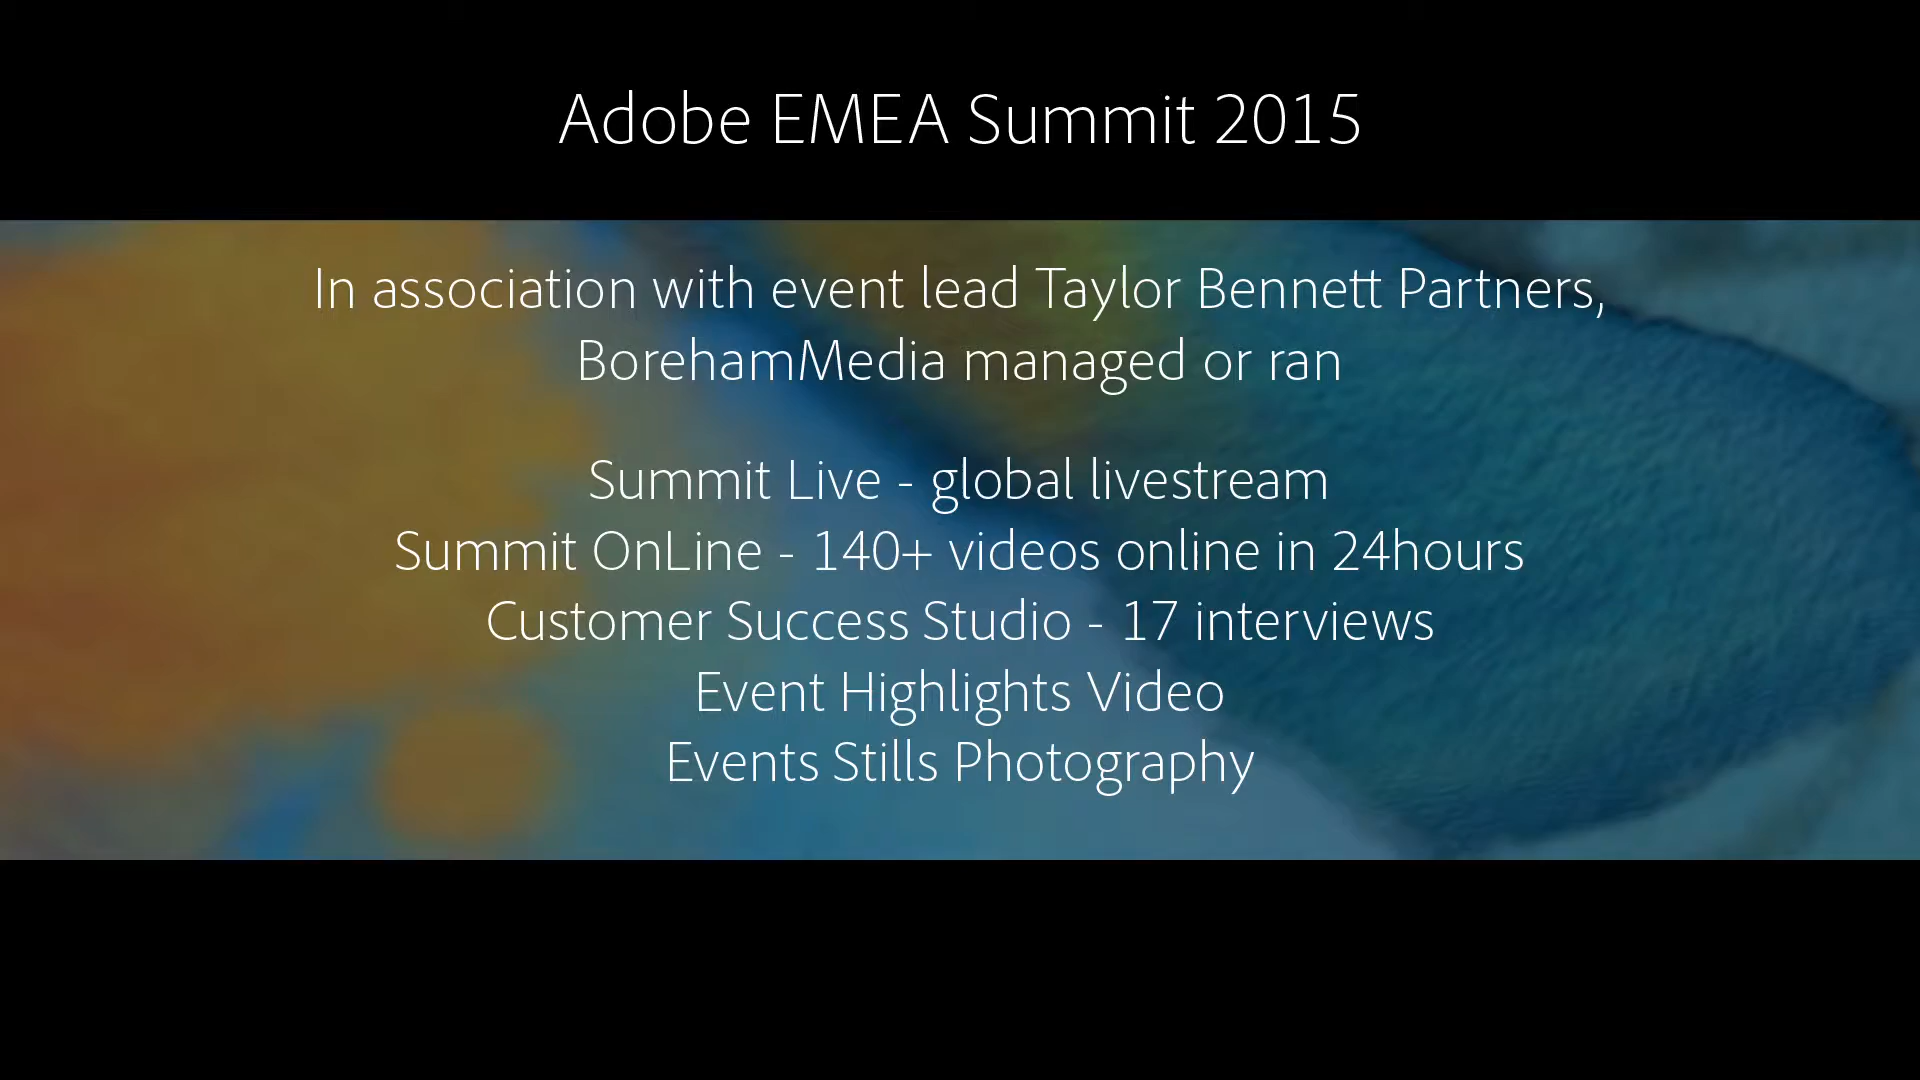 Adobe EMEA Summit 2015
In association with event lead Taylor Bennett Partners,
BorehamMedia managed or ran
Summit Live - global livestream
Summit OnLine - 140+ videos online in 24hours
Customer Success Studio - 17 interviews
Event Highlights Video
Events Stills Photography